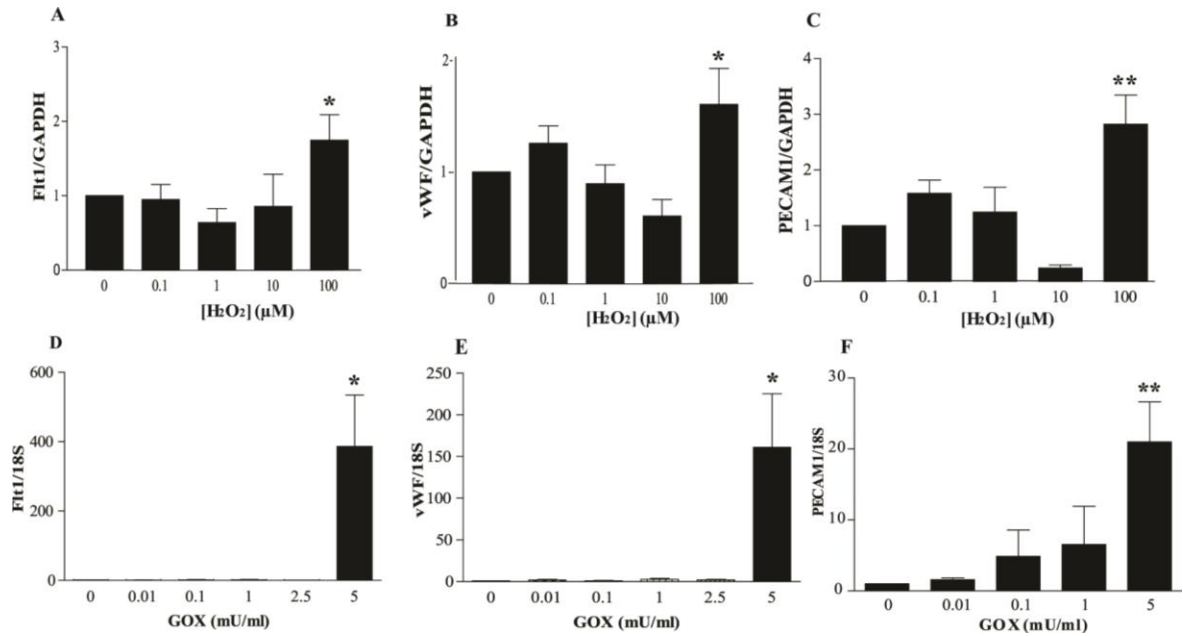 A
Flt1/GAPDH
3
2
1
0
*
0 0.1 1 10 100
[H₂O₂] (µM)
B
vWF/GAPDH
2
1
0
*
0 0.1 1 10 100
[H₂O₂] (µM)
C
PECAM1/GAPDH
4
3
2
1
0
**
0 0.1 1 10 100
[H₂O₂] (µM)
D
Flt1/18S
600
400
200
0
*
0 0.01 0.1 1 2.5 5
GOX (mU/ml)
E
vWF/18S
250
200
150
100
50
0
*
0 0.01 0.1 1 2.5 5
GOX (mU/ml)
F
PECAM1/18S
30
20
10
0
**
0 0.01 0.1 1 5
GOX (mU/ml)